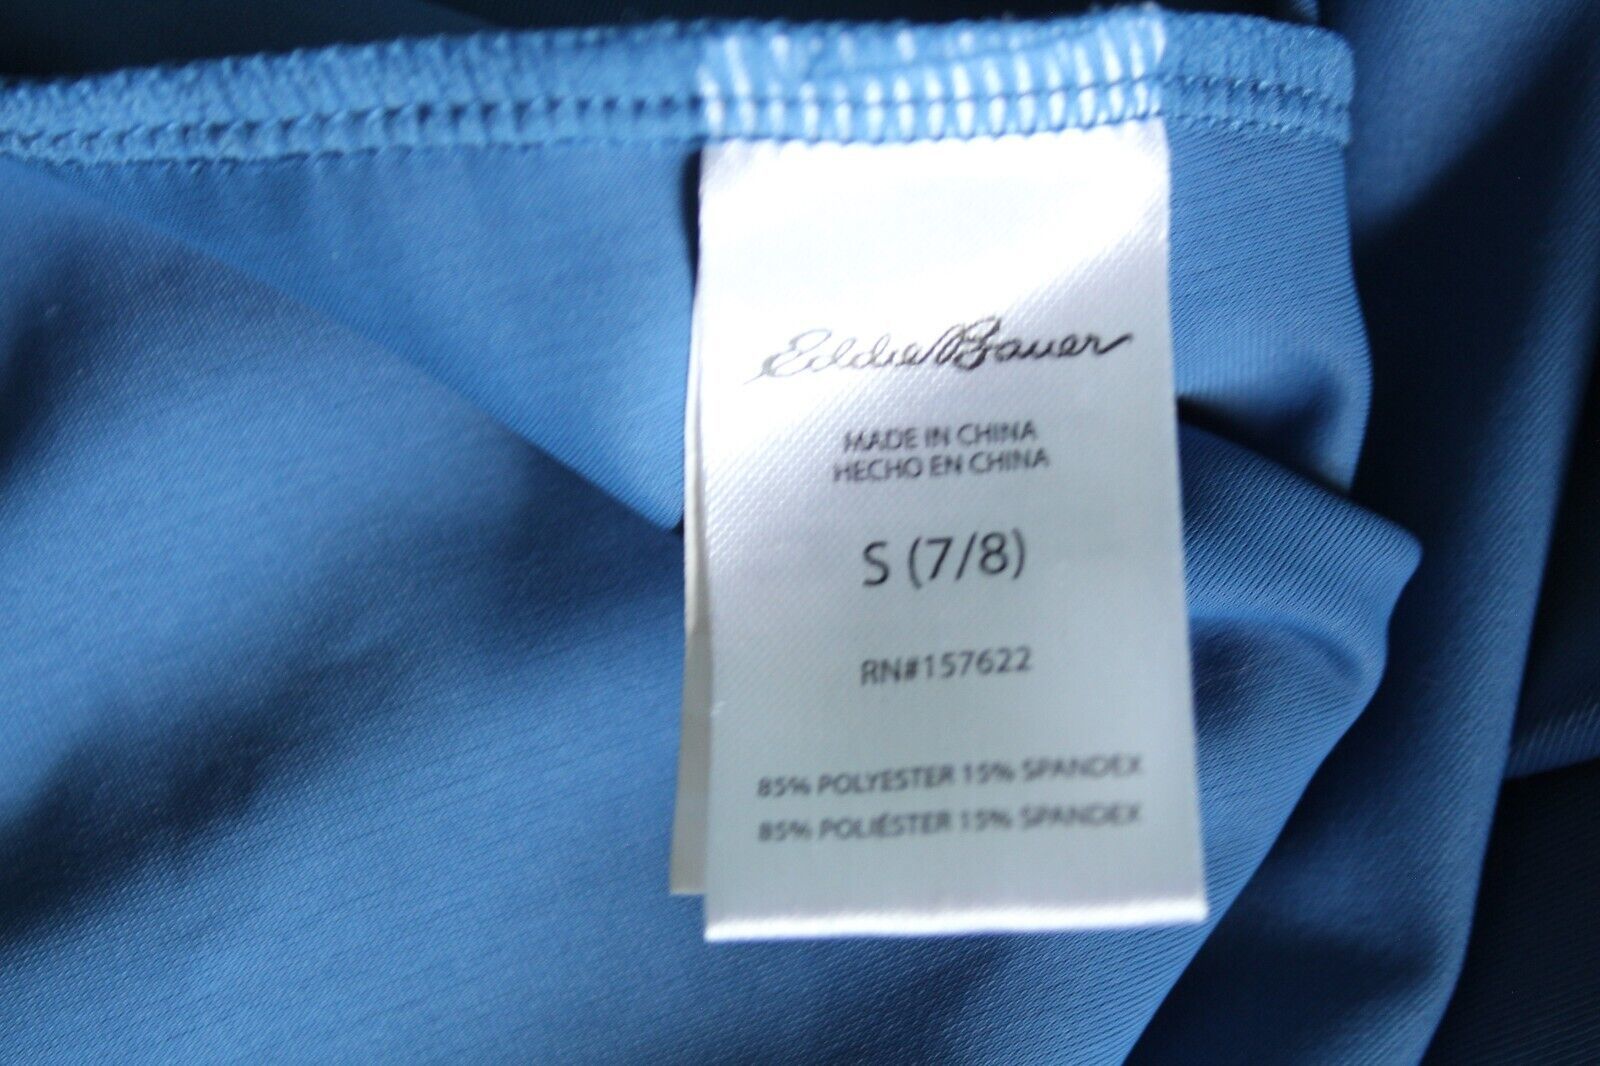 Eddie Bauer
MADE IN CHINA
HECHO EN CHINA
S (7/8)
RN#157622
85% POLYESTER 15% SPANDEX
85% POLIÉSTER 15% SPANDEX